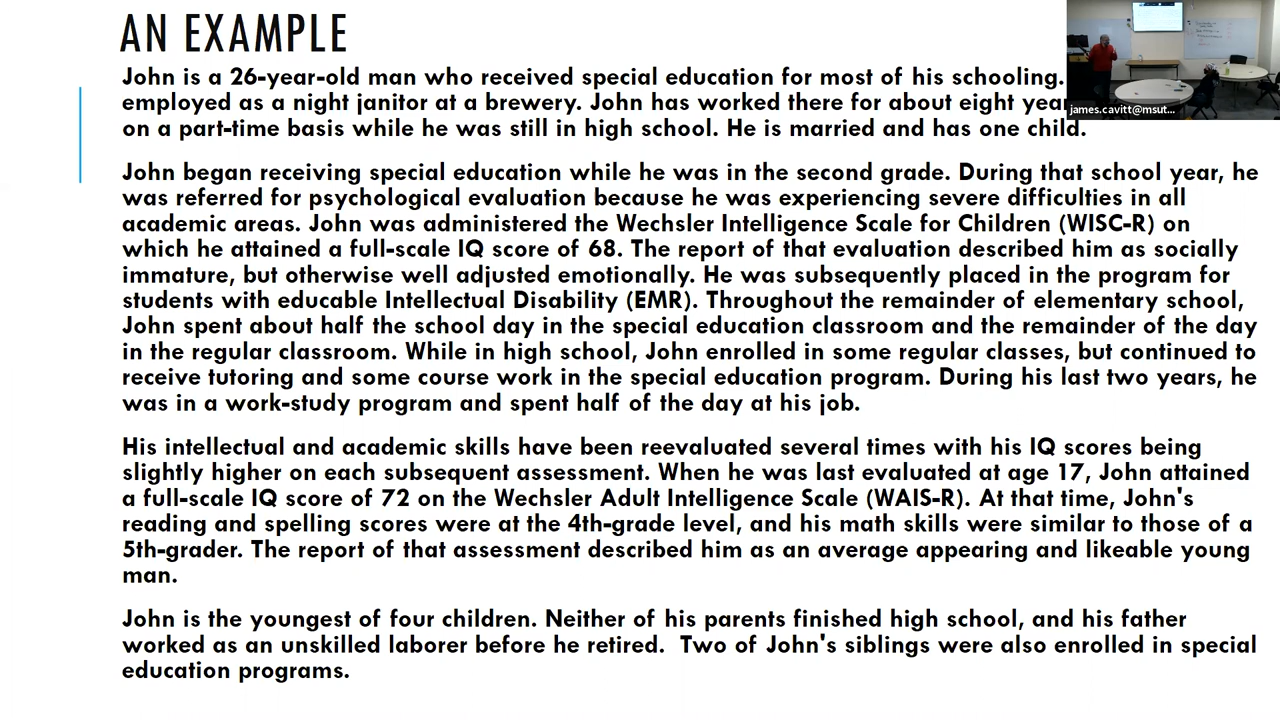 AN EXAMPLE
John is a 26-year-old man who received special education for most of his schooling.
employed as a night janitor at a brewery. John has worked there for about eight
on a part-time basis while he was still in high school. He is married and has one child.
John began receiving special education while he was in the second grade. During that school year, he
was referred for psychological evaluation because he was experiencing severe difficulties in all
academic areas. John was administered the Wechsler Intelligence Scale for Children (WISC-R) on
which he attained a full-scale IQ score of 68. The report of that evaluation described him as socially
immature, but otherwise well adjusted emotionally. He was subsequently placed in the program for
students with educable Intellectual Disability (EMR). Throughout the remainder of elementary school,
John spent about half the school day in the special education classroom and the remainder of the day
in the regular classroom. While in high school, John enrolled in some regular classes, but continued to
receive tutoring and some course work in the special education program. During his last two years, he
was in a work-study program and spent half of the day at his job.
His intellectual and academic skills have been reevaluated several times with his IQ scores being
slightly higher on each subsequent assessment. When he was last evaluated at age 17, John attained
a full-scale IQ score of 72 on the Wechsler Adult Intelligence Scale (WAIS-R). At that time, John's
reading and spelling scores were at the 4th-grade level, and his math skills were similar to those of a
5th-grader. The report of that assessment described him as an average appearing and likeable young
man.
John is the youngest of four children. Neither of his parents finished high school, and his father
worked as an unskilled laborer before he retired.  Two of John's siblings were also enrolled in special
education programs.
james.cavitt@msut...